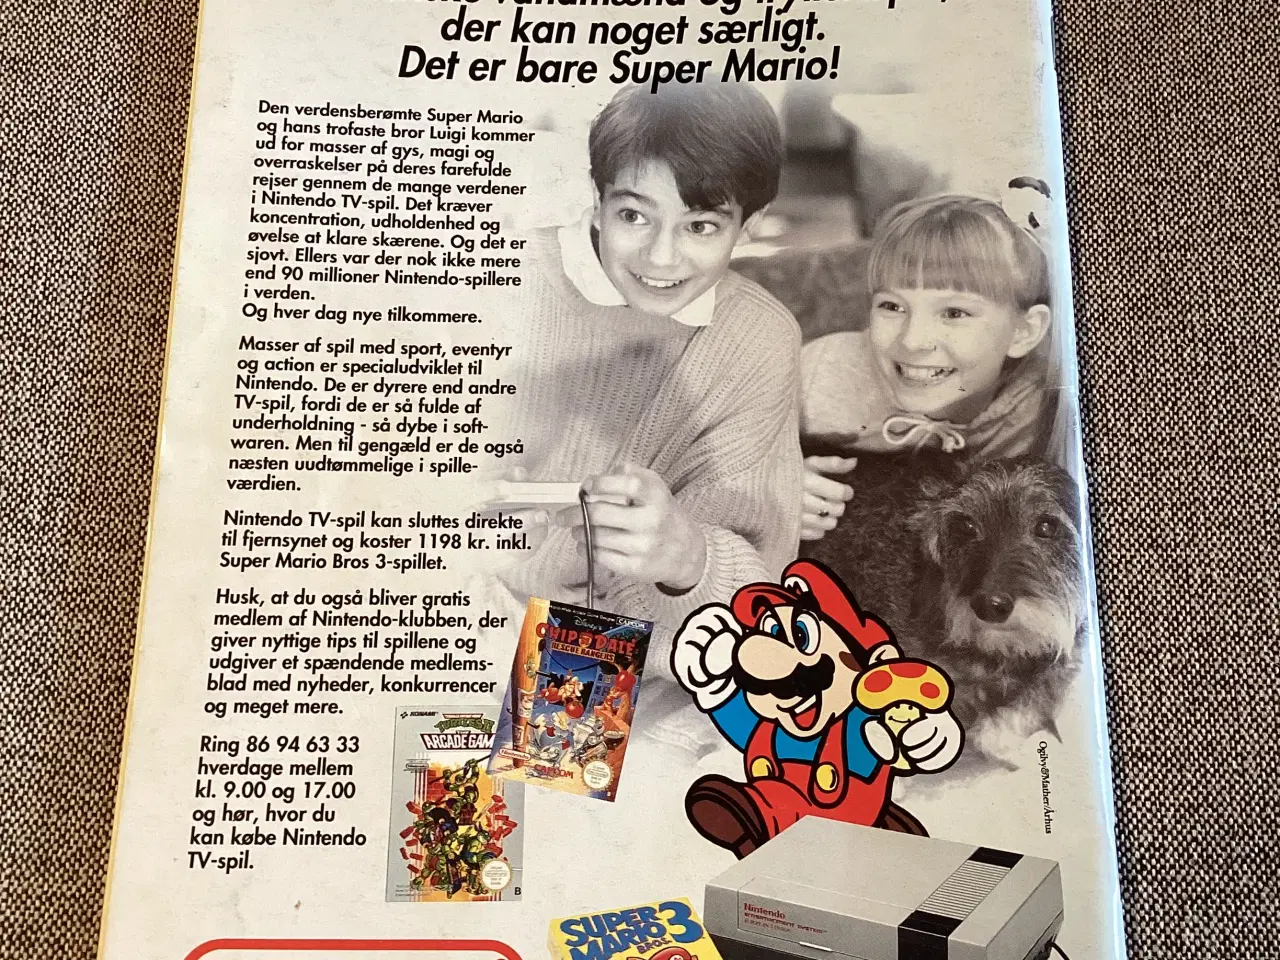 der kan noget særligt.
Det er bare Super Mario!
Den verdensberømte Super Mario
og hans trofaste bror Luigi kommer
ud for masser af gys, magi og
overraskelser på deres farefulde
rejser gennem de mange verdener
i Nintendo TV-spil. Det kræver
koncentration, udholdenhed og
øvelse at klare skærene. Og det er
sjovt. Ellers var der nok ikke mere
end 90 millioner Nintendo-spillere
i verden.
Og hver dag nye tilkommere.
Masser af spil med sport, eventyr
og action er specialudviklet til
Nintendo. De er dyrere end andre
TV-spil, fordi de er så fulde af
underholdning - så dybe i soft-
waren. Men til gengæld er de også
næsten uudtømmelige i spille-
værdien.
Nintendo TV-spil kan sluttes direkte
til fjernsynet og koster 1198 kr. inkl.
Super Mario Bros 3-spillet.
Husk, at du også bliver gratis
medlem af Nintendo-klubben, der
giver nyttige tips til spillene og
udgiver et spændende medlems-
blad med nyheder, konkurrencer
og meget mere.
Ring 86 94 63 33
hverdage mellem
kl. 9.00 og 17.00
og hør, hvor du
kan købe Nintendo
TV-spil.
KONAMI
ARCADE GAM
B
CAPCOM
Disney's
CHIP DALE
RESCUE RANGERS
Nintendo
CAPCOM
Ogilvy&Mather/Århus
Nintendo
ENTERTAINMENT SYSTEM
SUPER
MARIO
BROS.
3